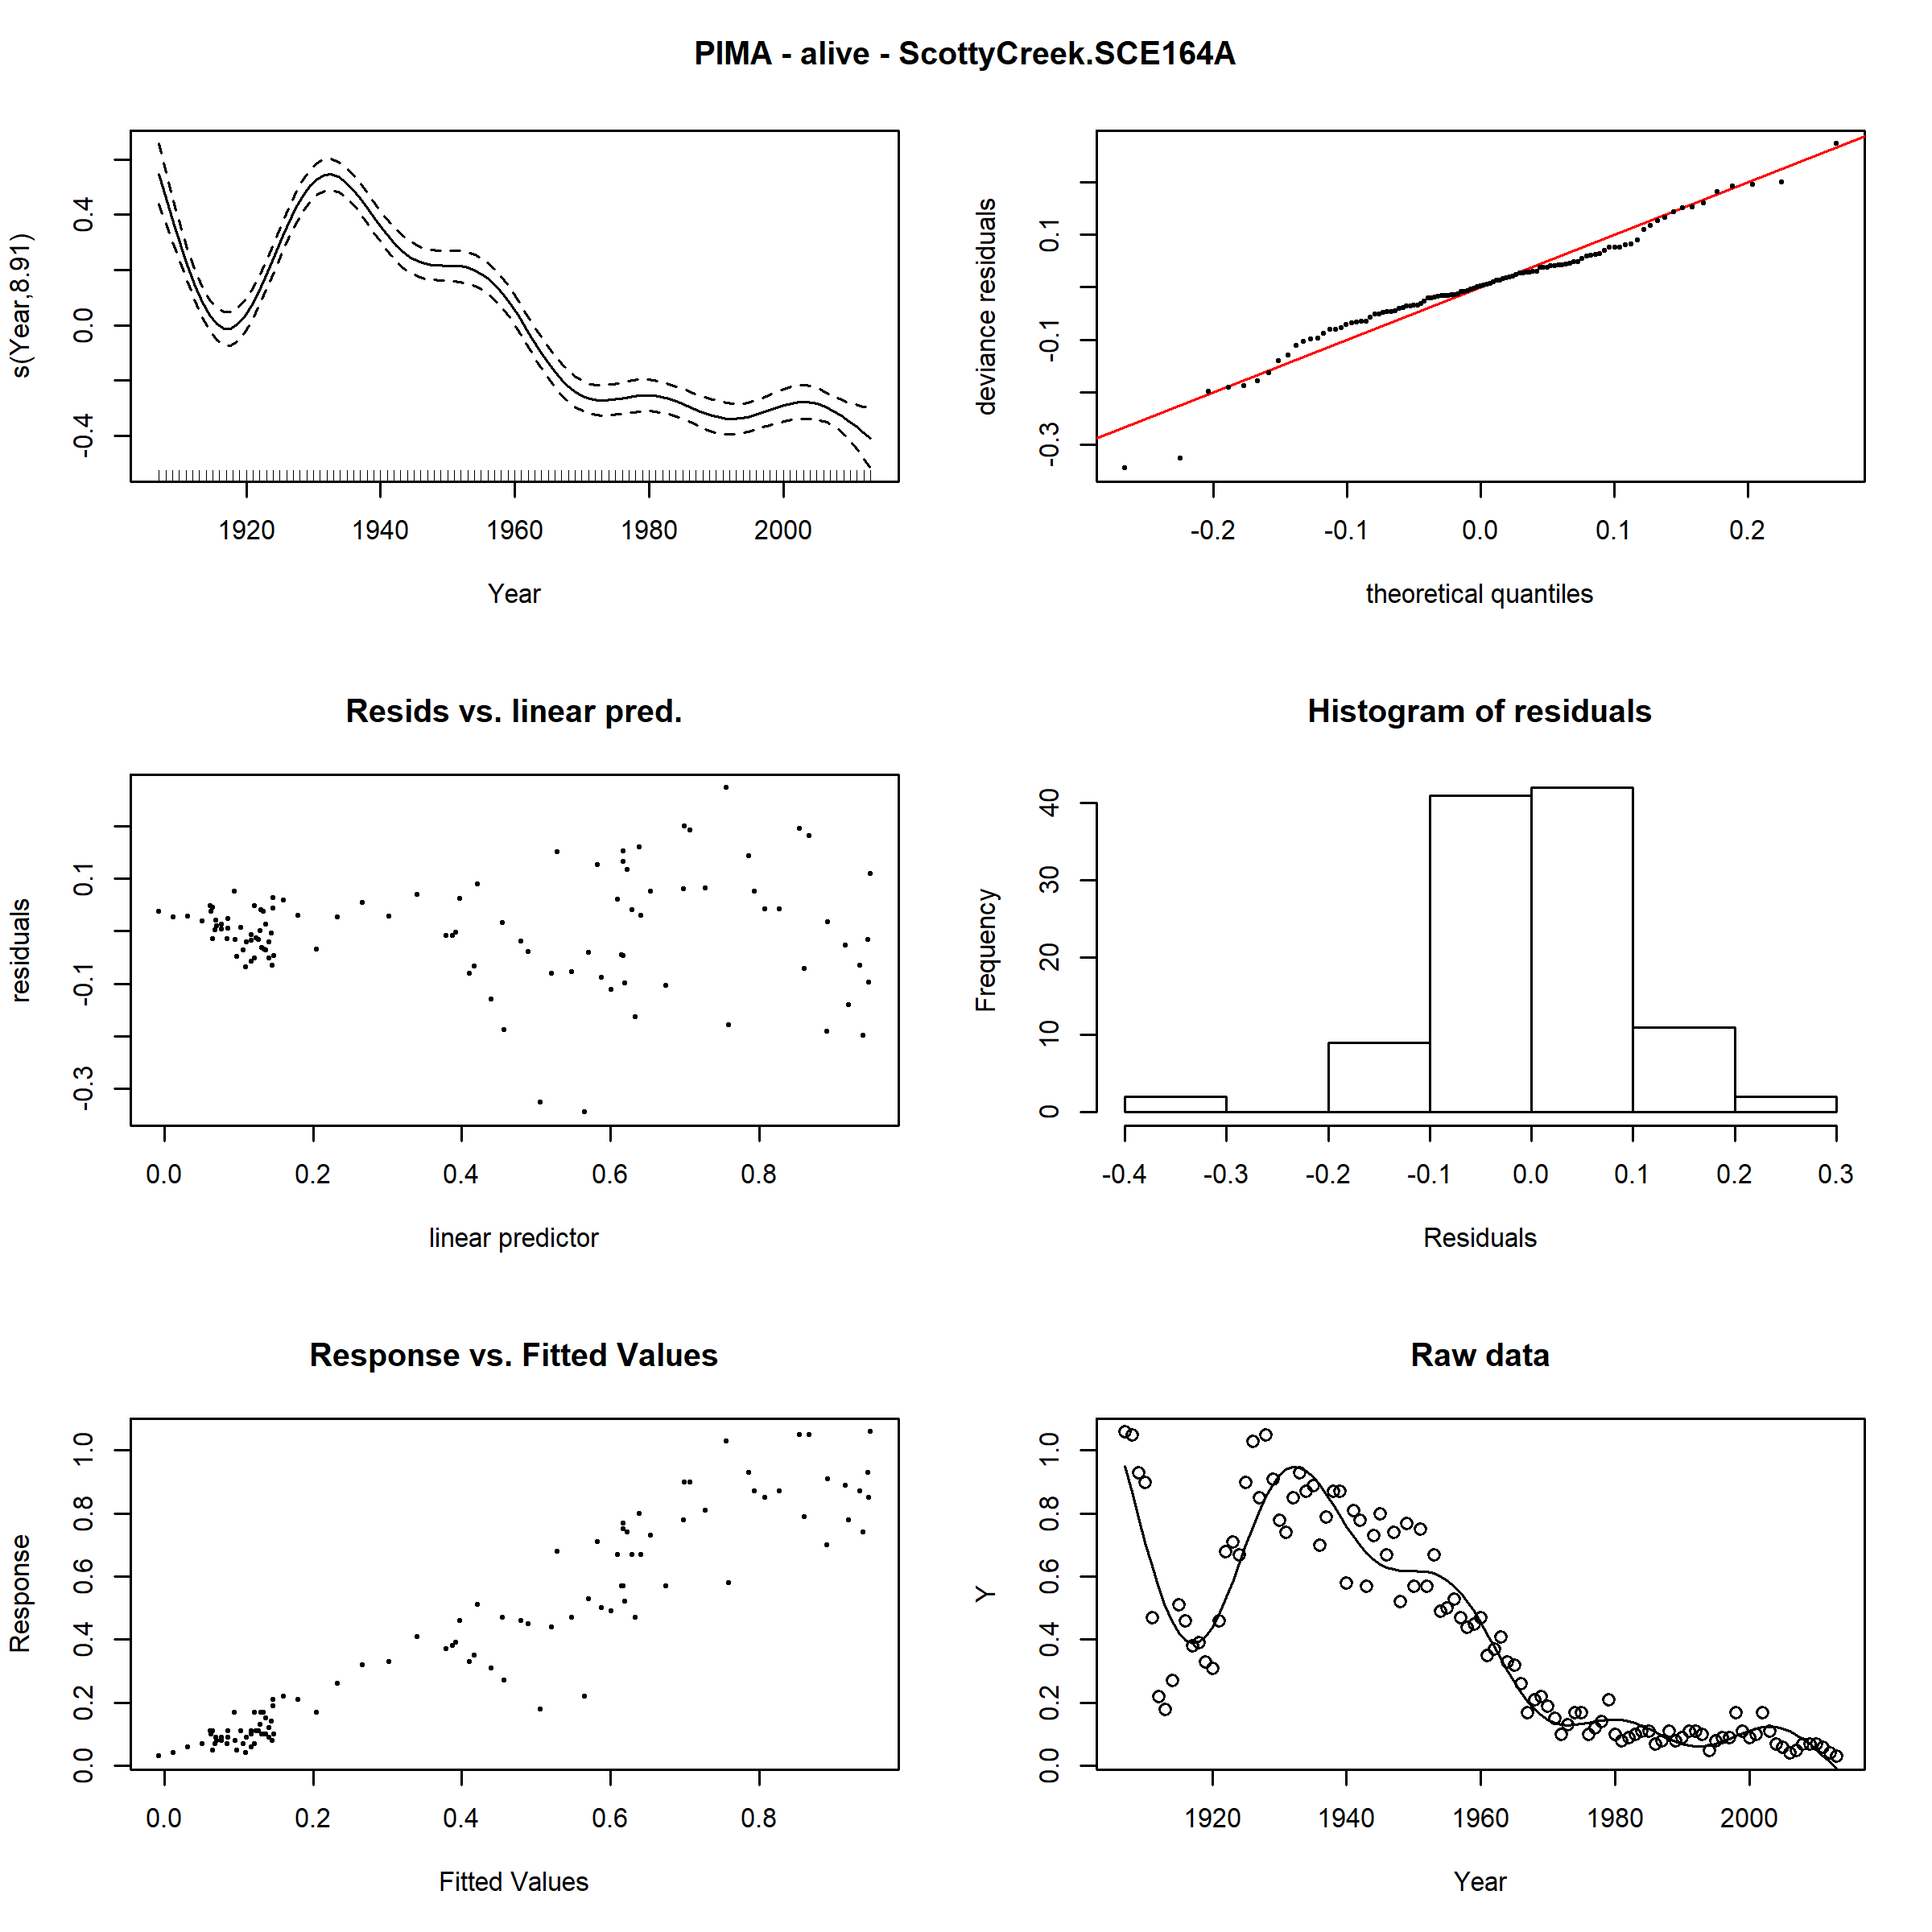 PIMA - alive - ScottyCreek.SCE164A
s(Year,8.91)
-0.4 0.0 0.4
1920 1940 1960 1980 2000
Year
deviance residuals
-0.3 -0.1 0.1
-0.2 -0.1 0.0 0.1 0.2
theoretical quantiles
Resids vs. linear pred.
residuals
-0.3 -0.1 0.1
0.0 0.2 0.4 0.6 0.8
linear predictor
Histogram of residuals
Frequency
0 10 20 30 40
-0.4 -0.3 -0.2 -0.1 0.0 0.1 0.2 0.3
Residuals
Response vs. Fitted Values
Response
0.0 0.2 0.4 0.6 0.8 1.0
0.0 0.2 0.4 0.6 0.8
Fitted Values
Raw data
Y
0.0 0.2 0.4 0.6 0.8 1.0
1920 1940 1960 1980 2000
Year